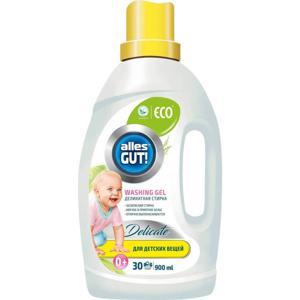 ECO
alles
GUT!
WASHING GEL
ДЕЛИКАТНАЯ СТИРКА
Delicate
ДЛЯ ДЕТСКИХ ВЕЩЕЙ
0+
30
900 ml